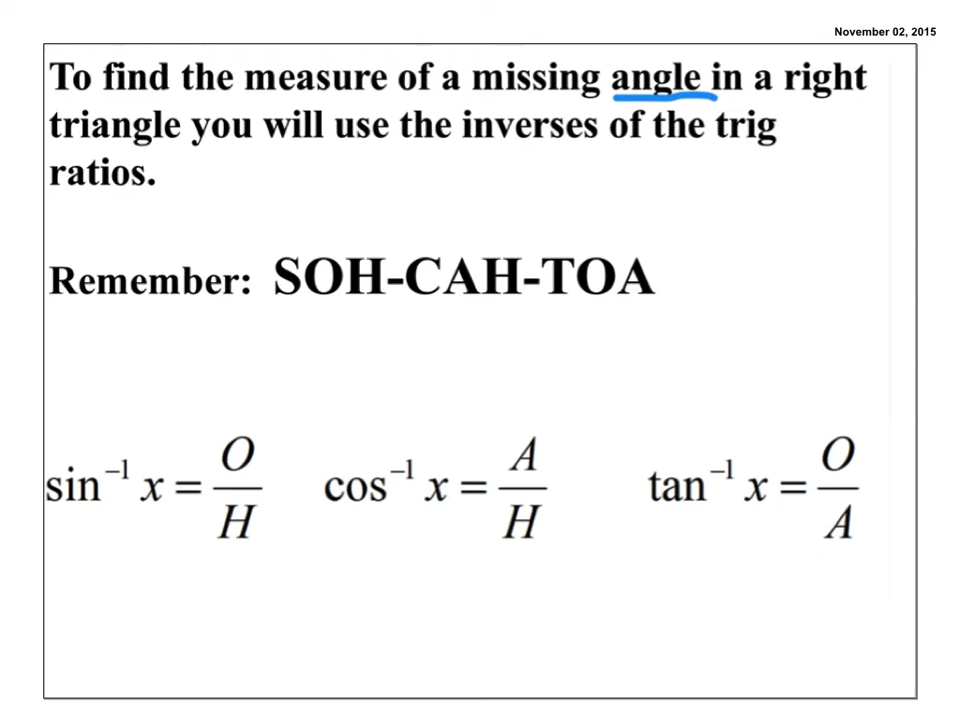 November 02, 2015
To find the measure of a missing angle in a right
triangle you will use the inverses of the trig
ratios.
Remember: SOH-CAH-TOA
sin⁻¹ x = O/H cos⁻¹ x = A/H tan⁻¹ x = O/A